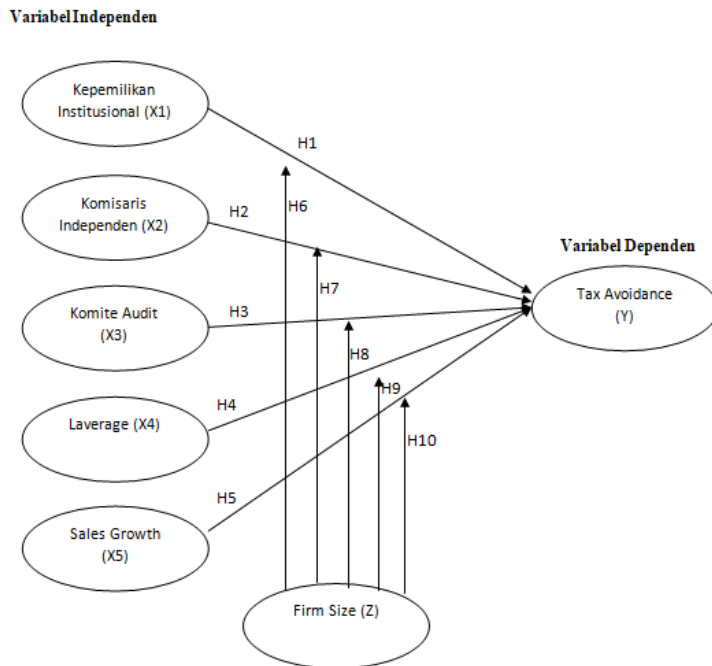 Variabel Independen
Kepemilikan
Institusional (X1)
H1
Komisaris
Independen (X2)
H2
H6
Variabel Dependen
Tax Avoidance
(Y)
H7
Komite Audit
(X3)
H3
H8
H9
Laverage (X4)
H4
H10
H5
Sales Growth
(X5)
Firm Size (Z)